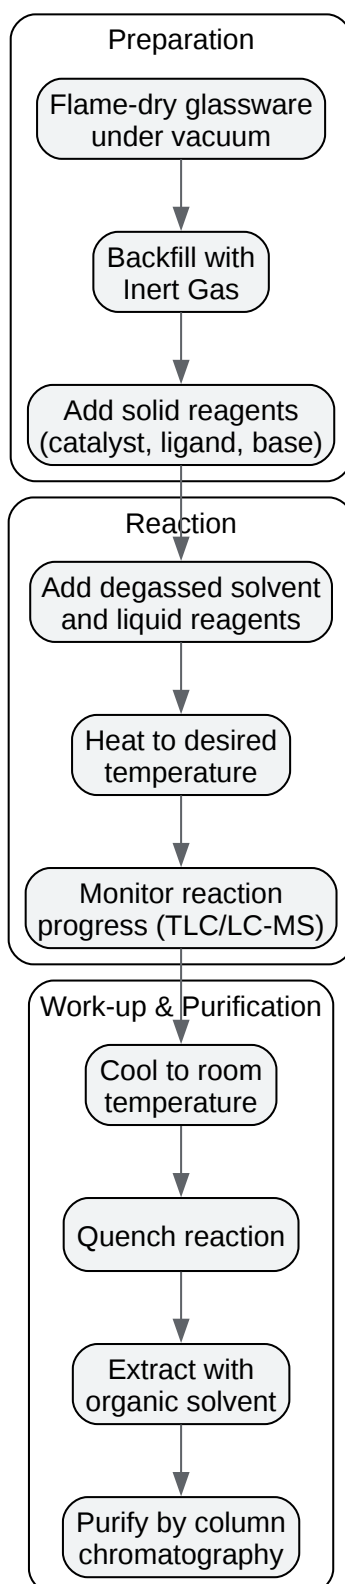 Preparation
Flame-dry glassware
under vacuum
Backfill with
Inert Gas
Add solid reagents
(catalyst, ligand, base)
Reaction
Add degassed solvent
and liquid reagents
Heat to desired
temperature
Monitor reaction
progress (TLC/LC-MS)
Work-up & Purification
Cool to room
temperature
Quench reaction
Extract with
organic solvent
Purify by column
chromatography